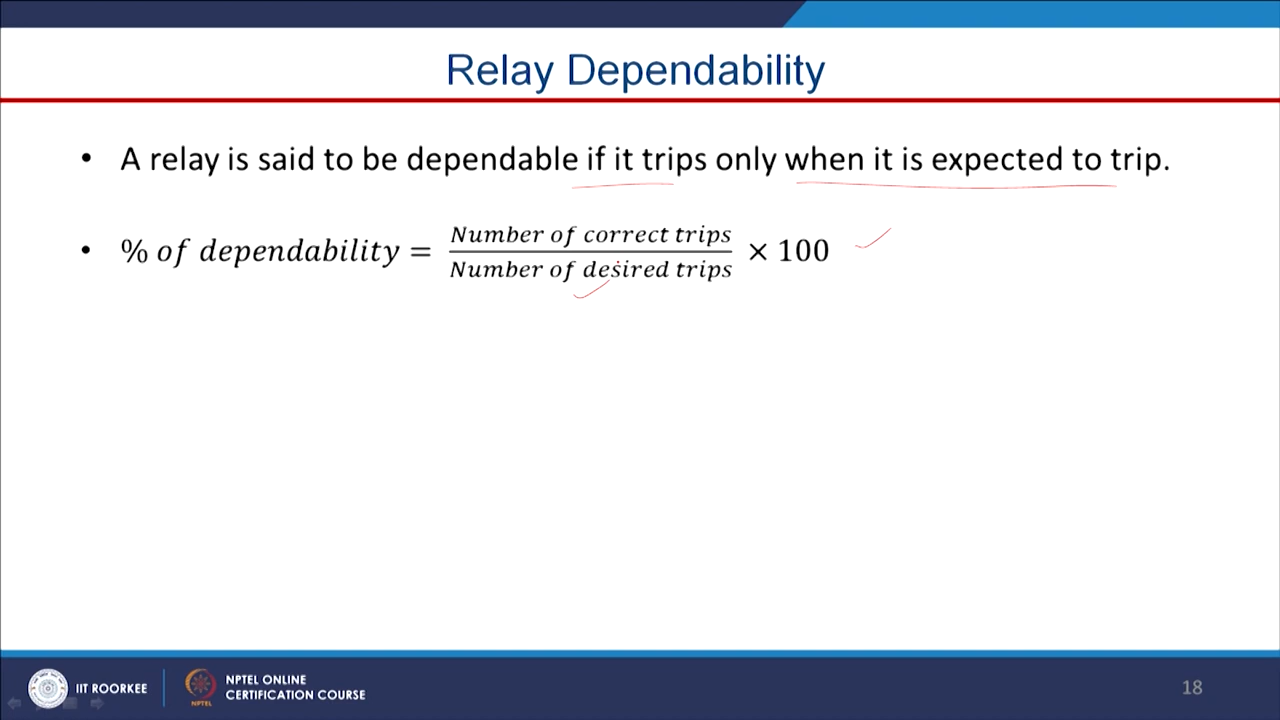 Relay Dependability
• A relay is said to be dependable if it trips only when it is expected to trip.
• % of dependability = Number of correct trips / Number of desired trips × 100
IIT ROORKEE
NPTEL ONLINE
CERTIFICATION COURSE
NPTEL
18